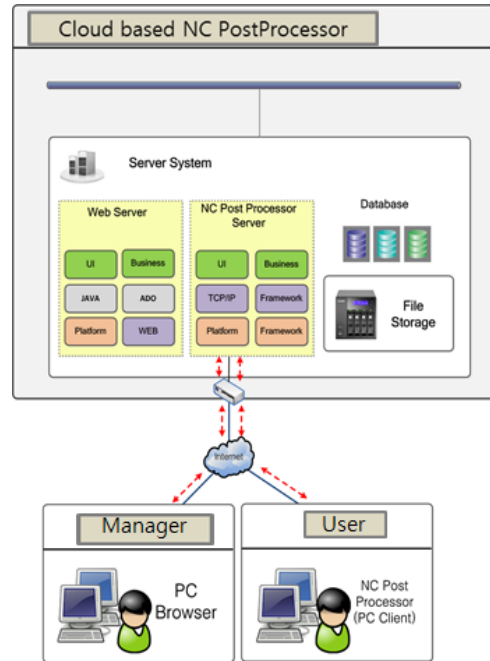 Cloud based NC PostProcessor
Server System
Web Server
UI
Business
JAVA
ADO
Platform
WEB
NC Post Processor
Server
UI
Business
TCP/IP
Framework
Platform
Framework
Database
File
Storage
Internet
Manager
PC
Browser
User
NC Post
Processor
(PC Client)